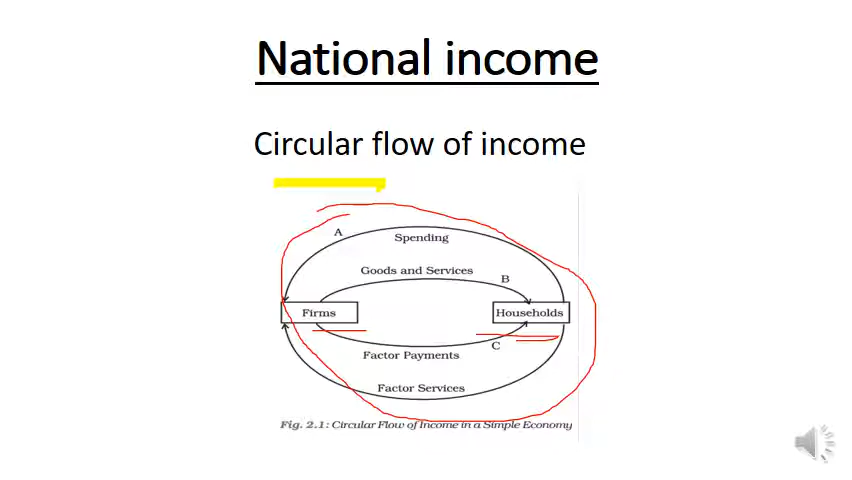 National income
Circular flow of income
A
Spending
Goods and Services
B
Firms
Households
C
Factor Payments
Factor Services
Fig. 2.1: Circular Flow of Income in a Simple Economy